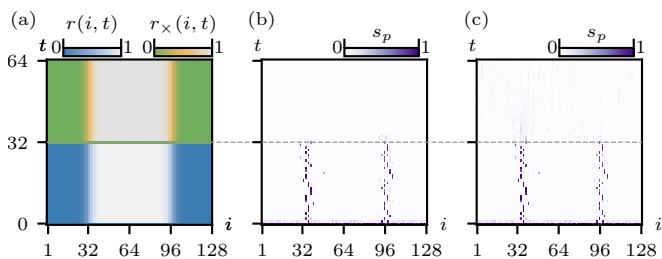 (a) r(i, t) r×(i, t) (b) s_p (c) s_p
t 0 1 0 1 t 0 1 t 0 1
64
32
0 i i i
1 32 64 96 128 1 32 64 96 128 1 32 64 96 128